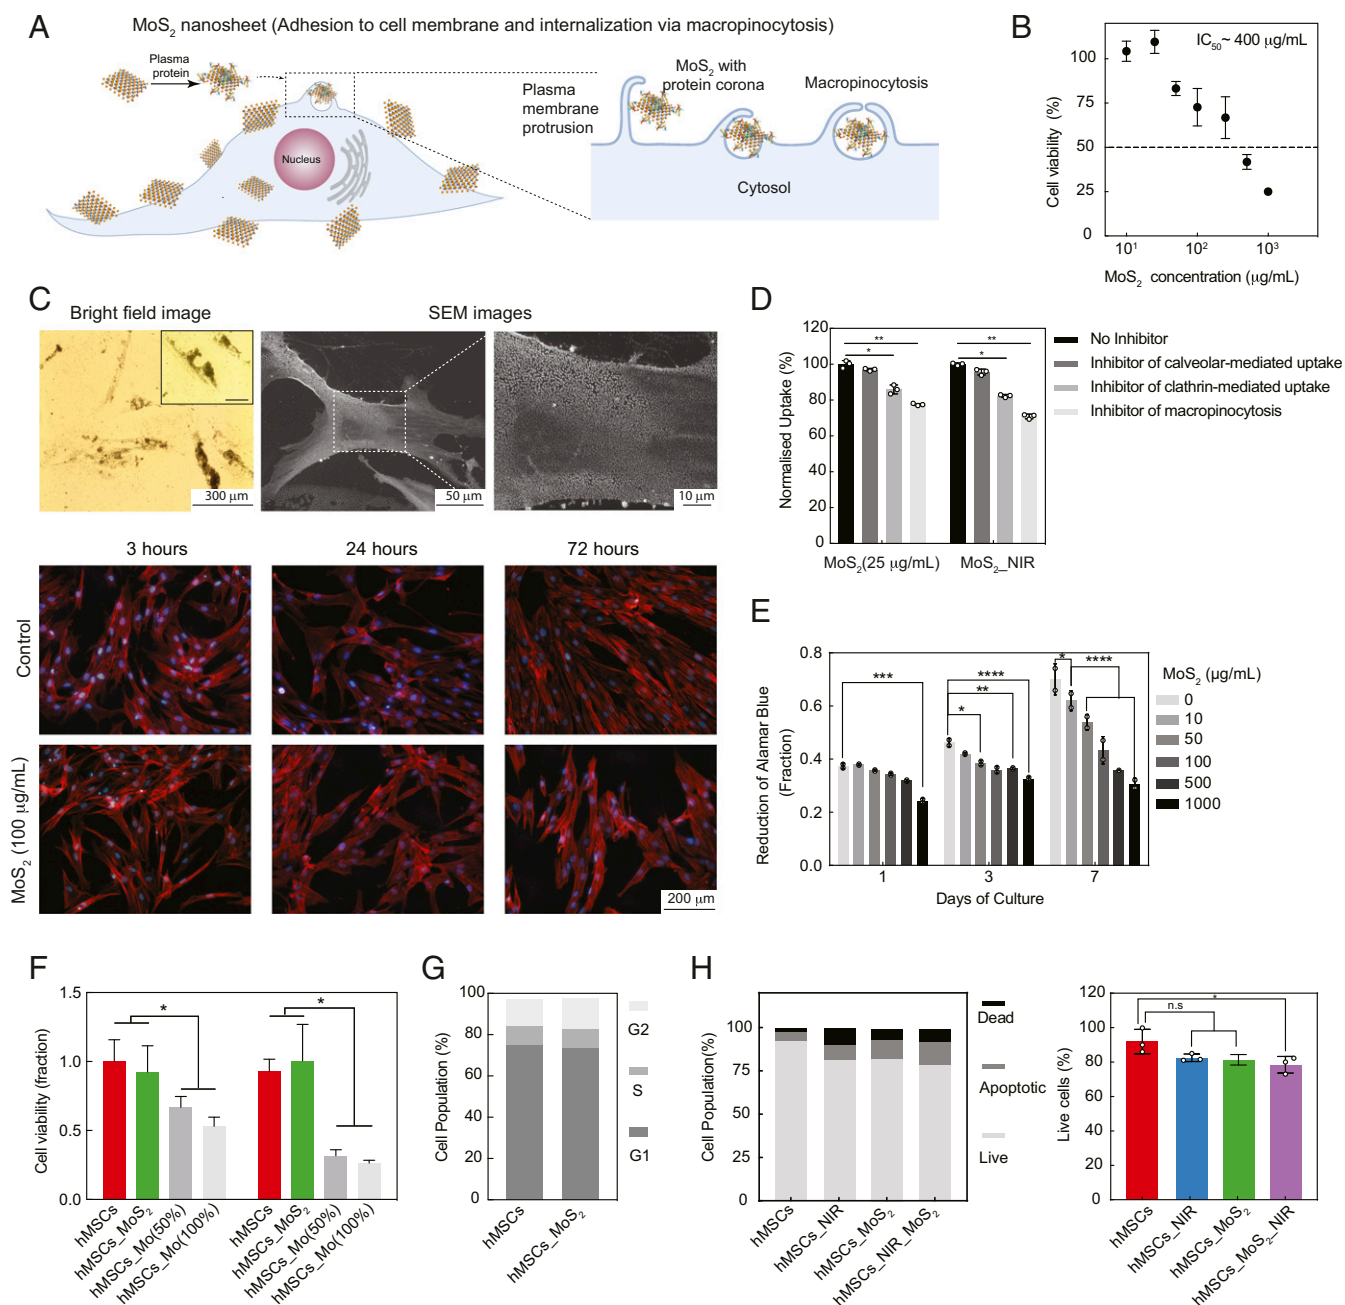 A
MoS₂ nanosheet (Adhesion to cell membrane and internalization via macropinocytosis)
Plasma
protein
Nucleus
Plasma
membrane
protrusion
MoS₂ with
protein corona
Macropinocytosis
Cytosol
B
IC₅₀~ 400 µg/mL
Cell viability (%)
100
75
50
25
0
10¹
10²
10³
MoS₂ concentration (µg/mL)
C
Bright field image
SEM images
300 µm
50 µm
10 µm
3 hours
24 hours
72 hours
Control
MoS₂ (100 µg/mL)
200 µm
D
Normalised Uptake (%)
120
100
80
60
40
20
0
**
*
**
*
MoS₂(25 µg/mL)
MoS₂_NIR
No Inhibitor
Inhibitor of calveolar-mediated uptake
Inhibitor of clathrin-mediated uptake
Inhibitor of macropinocytosis
E
Reduction of Alamar Blue
(Fraction)
0.8
0.6
0.4
0.2
0.0
***
****
**
*
*
****
1
3
7
Days of Culture
MoS₂ (µg/mL)
0
10
50
100
500
1000
F
Cell viability (fraction)
1.5
1.0
0.5
0.0
*
*
hMSCs
hMSCs_MoS₂
hMSCs_Mo(50%)
hMSCs_Mo(100%)
hMSCs
hMSCs_MoS₂
hMSCs_Mo(50%)
hMSCs_Mo(100%)
G
Cell Population (%)
100
80
60
40
20
0
hMSCs
hMSCs_MoS₂
G2
S
G1
H
Cell Population(%)
100
75
50
25
0
hMSCs
hMSCs_NIR
hMSCs_MoS₂
hMSCs_NIR_MoS₂
Dead
Apoptotic
Live
Live cells (%)
120
100
80
60
40
20
0
*
n.s
hMSCs
hMSCs_NIR
hMSCs_MoS₂
hMSCs_MoS₂_NIR